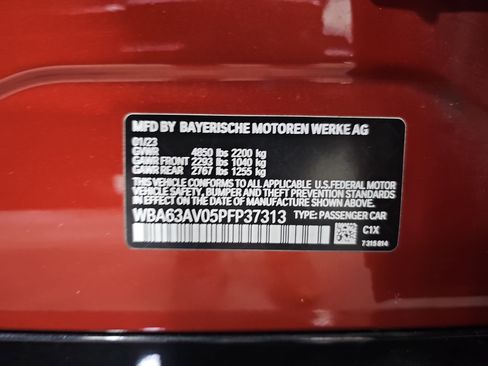 MFD BY BAYERISCHE MOTOREN WERKE AG
01/23
GVWR 4850 lbs 2200 kg
GAWR FRONT 2293 lbs 1040 kg
GAWR REAR 2767 lbs 1255 kg
THIS VEHICLE CONFORMS TO ALL APPLICABLE U.S.FEDERAL MOTOR
VEHICLE SAFETY, BUMPER AND THEFT PREVENTION STANDARDS
IN EFFECT ON THE DATE OF MANUFACTURE SHOWN ABOVE.
WBA63AV05PFP37313 TYPE: PASSENGER CAR
C1X
7 315 814